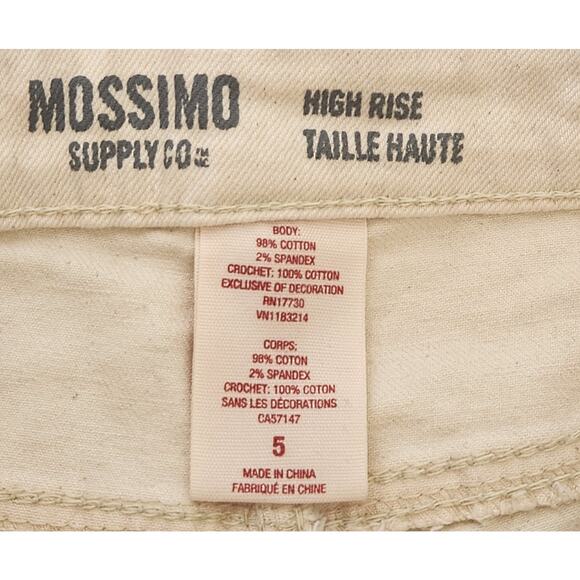 MOSSIMO
SUPPLY CO TM
HIGH RISE
TAILLE HAUTE
BODY:
98% COTTON
2% SPANDEX
CROCHET: 100% COTTON
EXCLUSIVE OF DECORATION
RN17730
VN1183214
CORPS:
98% COTON
2% SPANDEX
CROCHET: 100% COTON
SANS LES DÉCORATIONS
CA57147
5
MADE IN CHINA
FABRIQUÉ EN CHINE